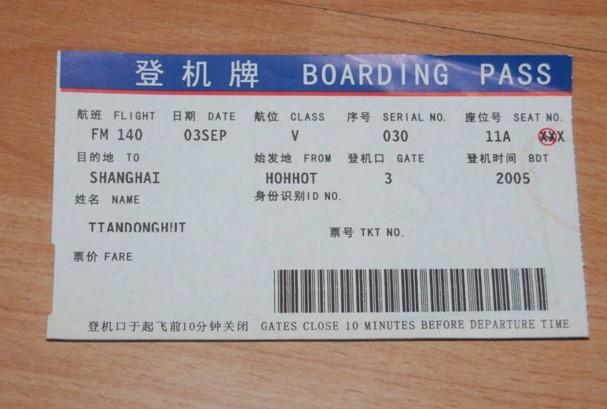 登机牌 BOARDING PASS
航班 FLIGHT 日期 DATE 舱位 CLASS 序号 SERIAL NO. 座位号 SEAT NO.
FM 140 03SEP V 030 11A
目的地 TO 始发地 FROM 登机口 GATE 登机时间 BDT
SHANGHAI HOHHOT 3 2005
姓名 NAME 身份识别ID NO.
票号 TKT NO.
票价 FARE
登机口于起飞前10分钟关闭 GATES CLOSE 10 MINUTES BEFORE DEPARTURE TIME